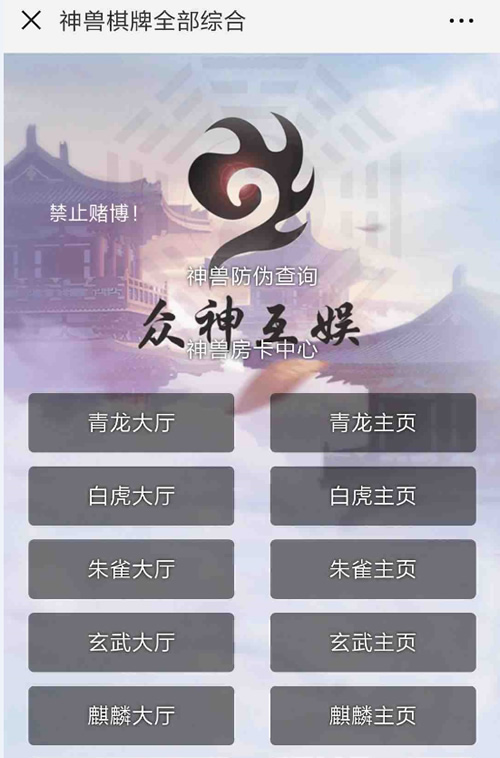 神兽棋牌全部综合
禁止赌博！
神兽防伪查询
众神互娱
神兽房卡中心
青龙大厅 青龙主页
白虎大厅 白虎主页
朱雀大厅 朱雀主页
玄武大厅 玄武主页
麒麟大厅 麒麟主页